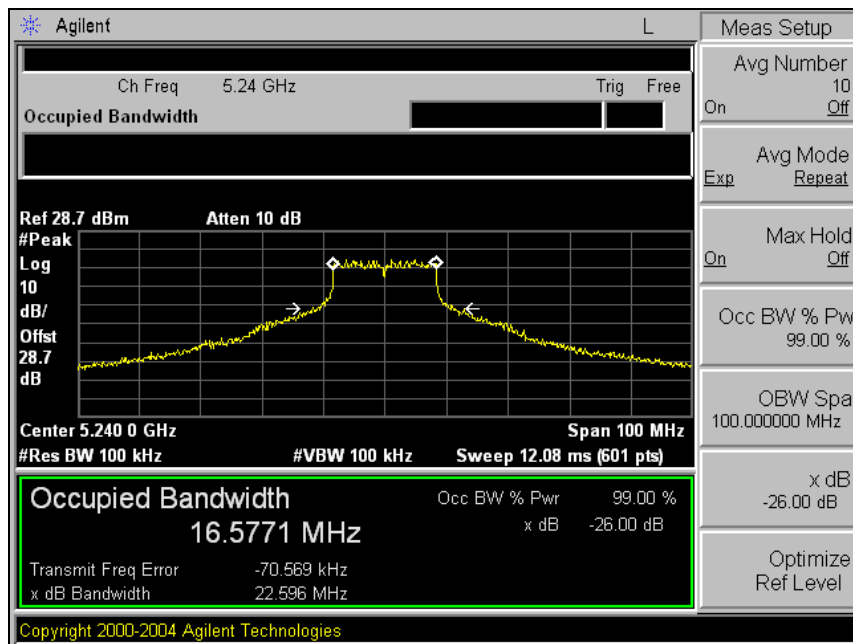 Agilent
L
Meas Setup
Ch Freq 5.24 GHz Trig Free
Occupied Bandwidth
Avg Number
10
On Off
Avg Mode
Exp Repeat
Max Hold
On Off
Occ BW % Pw
99.00 %
OBW Spa
100.000000 MHz
x dB
-26.00 dB
Optimize
Ref Level
Ref 28.7 dBm Atten 10 dB
#Peak
Log
10
dB/
Offst
28.7
dB
Center 5.240 0 GHz Span 100 MHz
#Res BW 100 kHz #VBW 100 kHz Sweep 12.08 ms (601 pts)
Occupied Bandwidth
16.5771 MHz
Occ BW % Pwr 99.00 %
x dB -26.00 dB
Transmit Freq Error -70.569 kHz
x dB Bandwidth 22.596 MHz
Copyright 2000-2004 Agilent Technologies